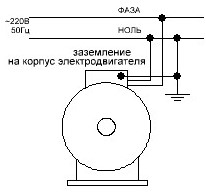 ФАЗА
~220В
50Гц
НОЛЬ
заземление
на корпус электродвигателя